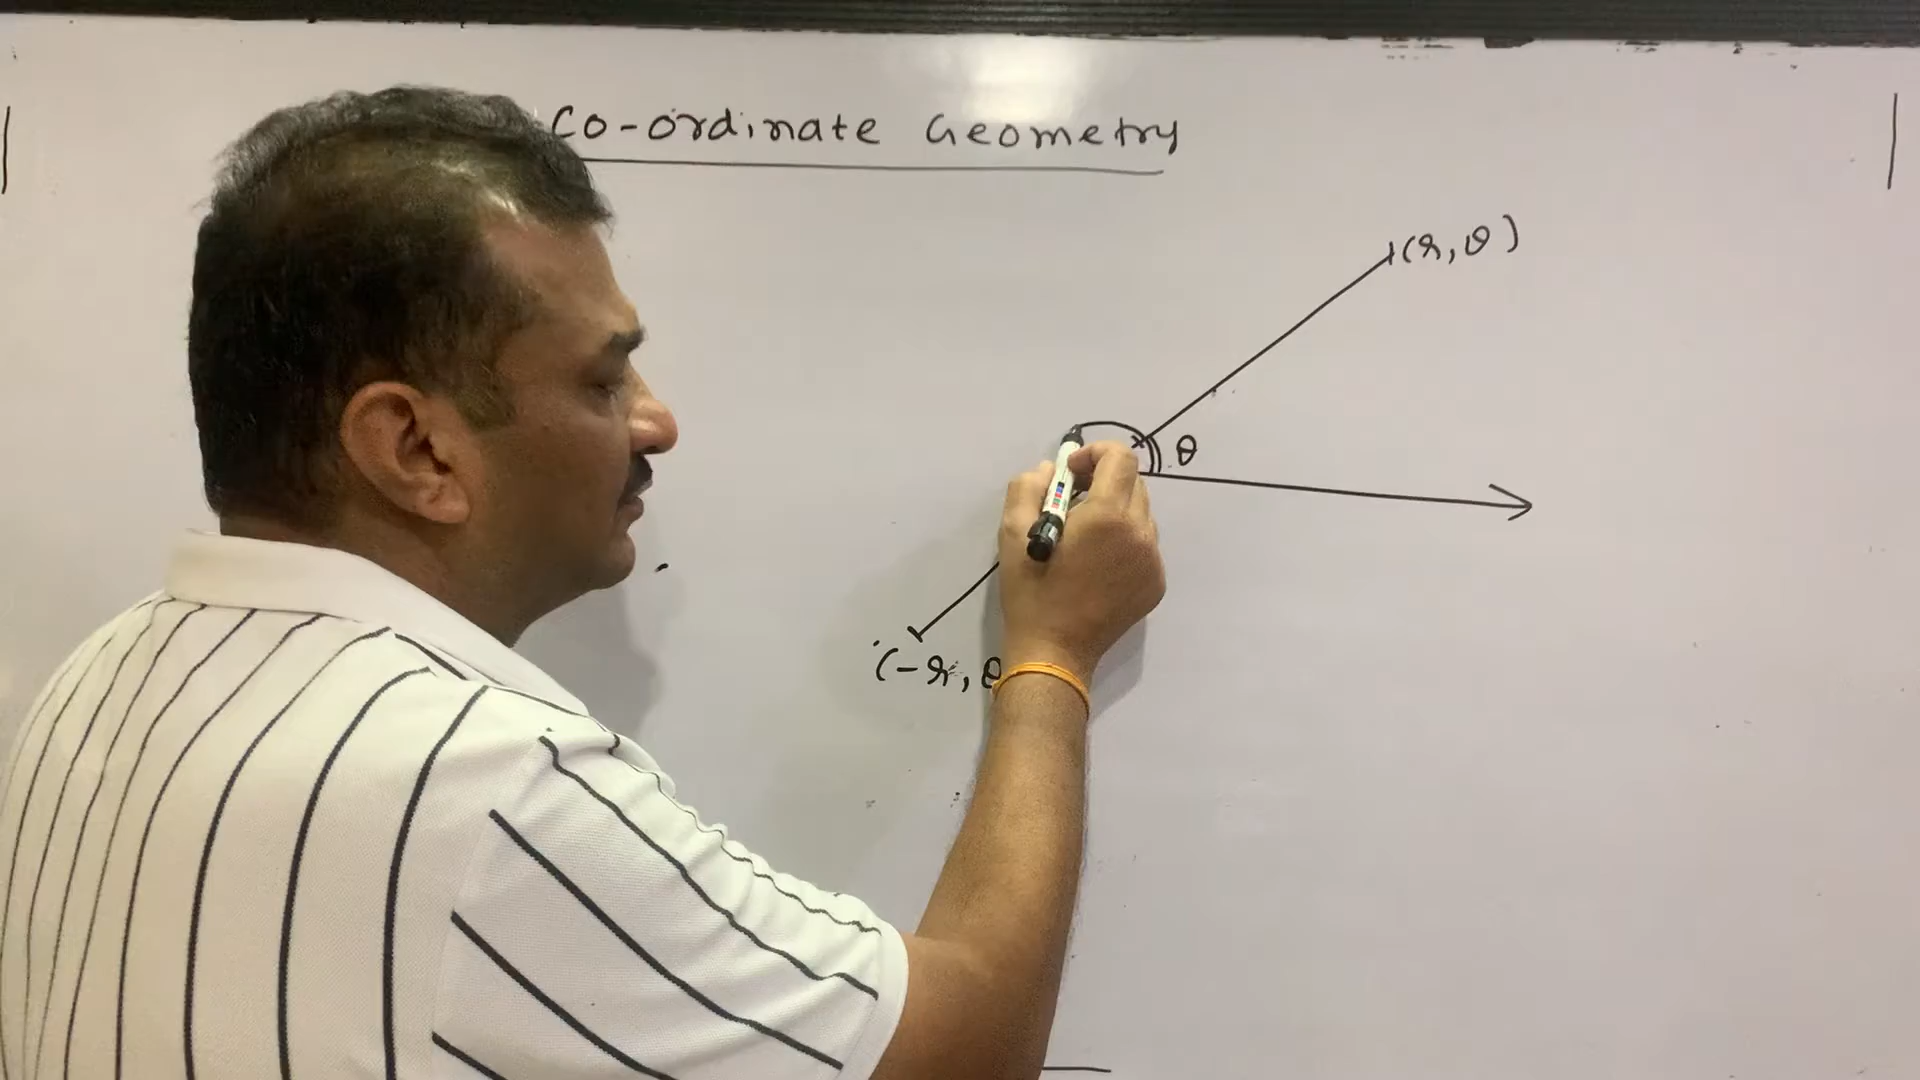 Co-ordinate Geometry
(r, θ)
θ
(-r, θ